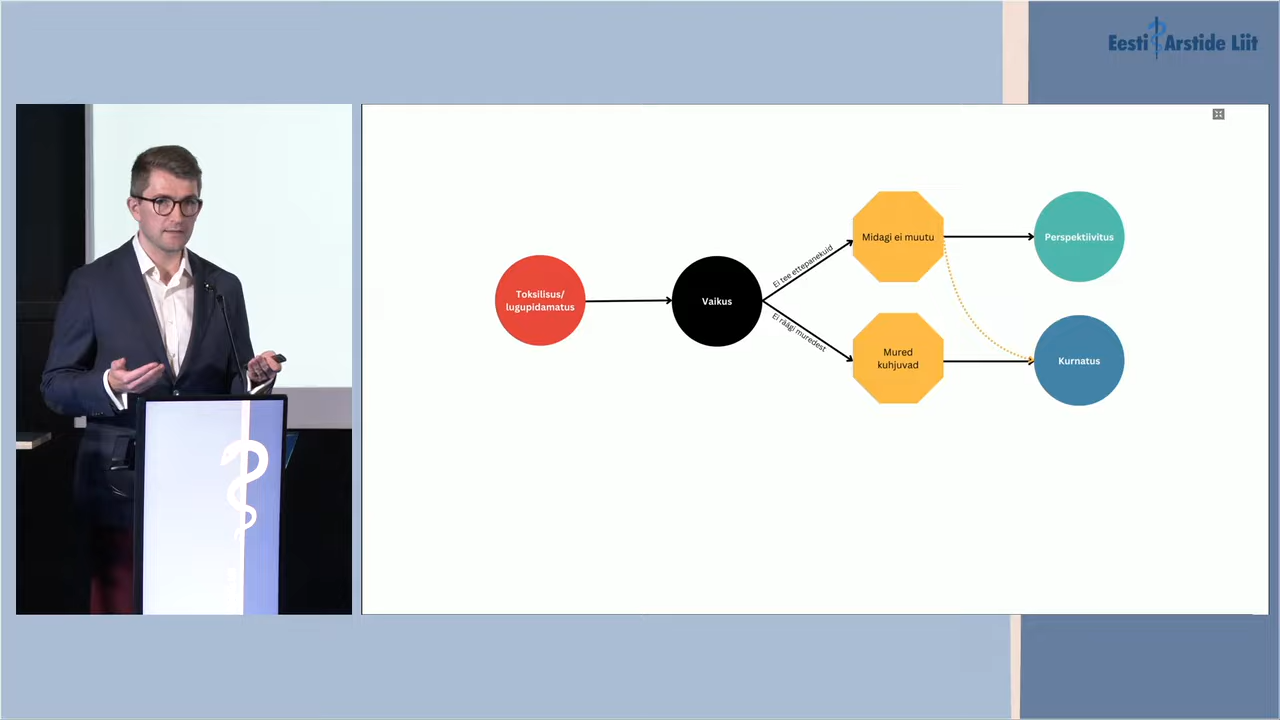 Eesti Arstide Liit
Toksilisus/
lugupidamatus
Vaikus
Ei tee ettepanekuid
Ei räägi muredest
Midagi ei muutu
Mured
kuhjuvad
Perspektiivitus
Kurnatus